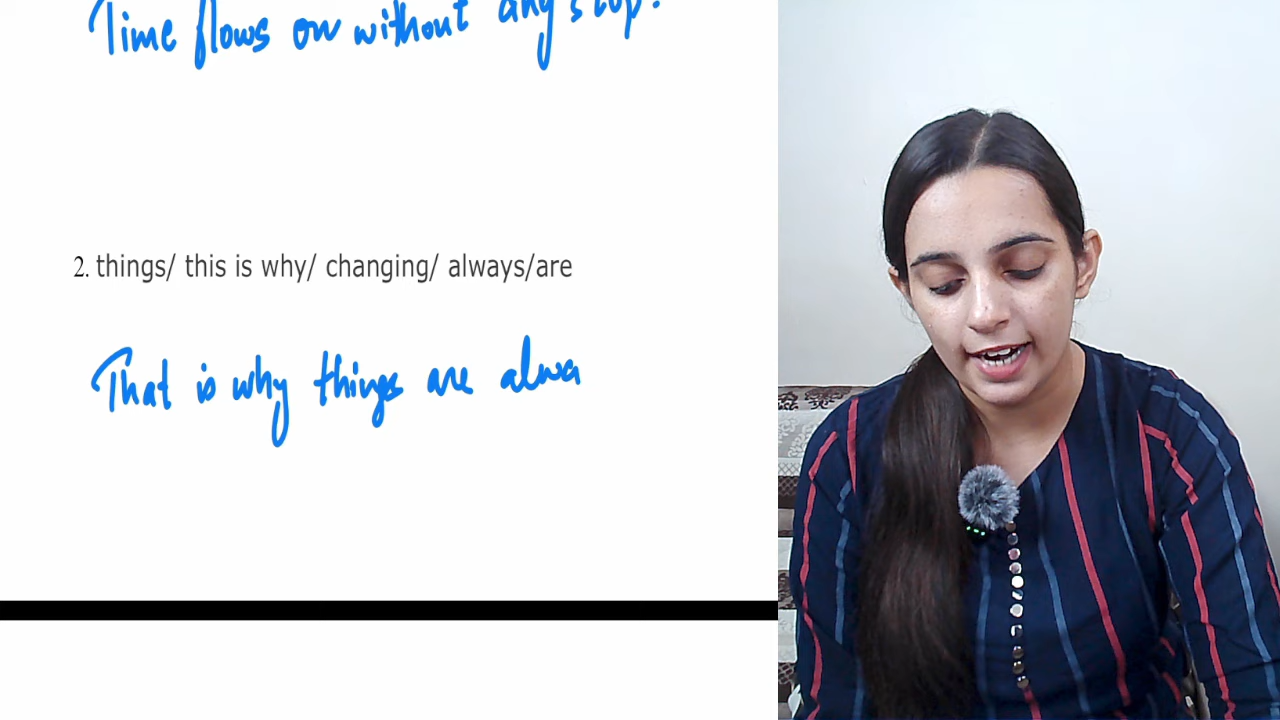 Time flows on without any stop.
2. things/ this is why/ changing/ always/are
That is why things are alwa